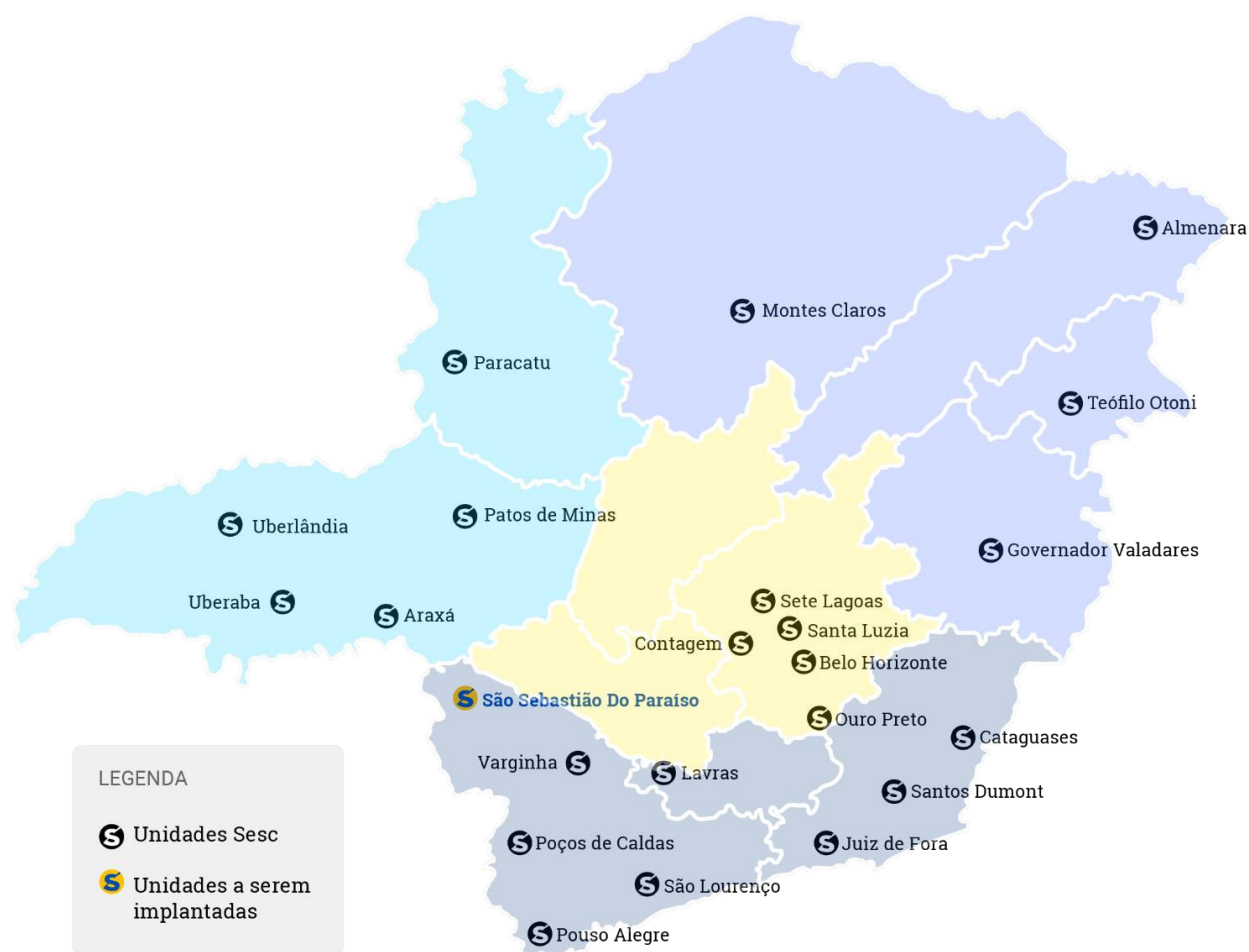 Almenara
Montes Claros
Paracatu
Teófilo Otoni
Patos de Minas
Uberlândia
Governador Valadares
Uberaba
Araxá
Sete Lagoas
Santa Luzia
Contagem
Belo Horizonte
São Sebastião Do Paraíso
Ouro Preto
Cataguases
Varginha
Lavras
Santos Dumont
Poços de Caldas
Juiz de Fora
São Lourenço
Pouso Alegre
LEGENDA
Unidades Sesc
Unidades a serem
implantadas